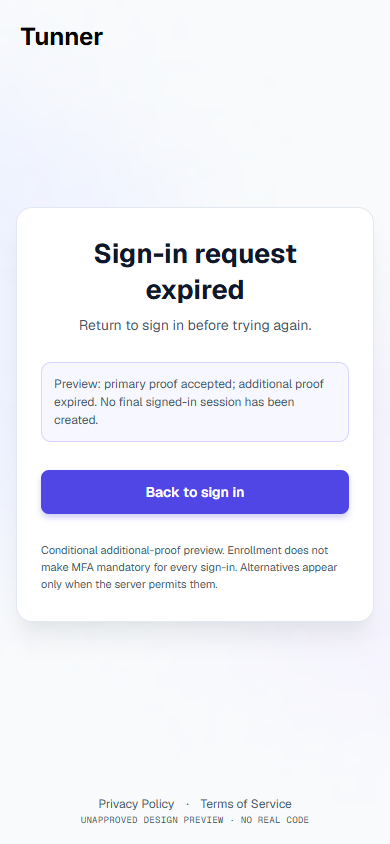 Tunner
Sign-in request
expired
Return to sign in before trying again.
Preview: primary proof accepted; additional proof
expired. No final signed-in session has been
created.
Back to sign in
Conditional additional-proof preview. Enrollment does not
make MFA mandatory for every sign-in. Alternatives appear
only when the server permits them.
Privacy Policy · Terms of Service
UNAPPROVED DESIGN PREVIEW · NO REAL CODE